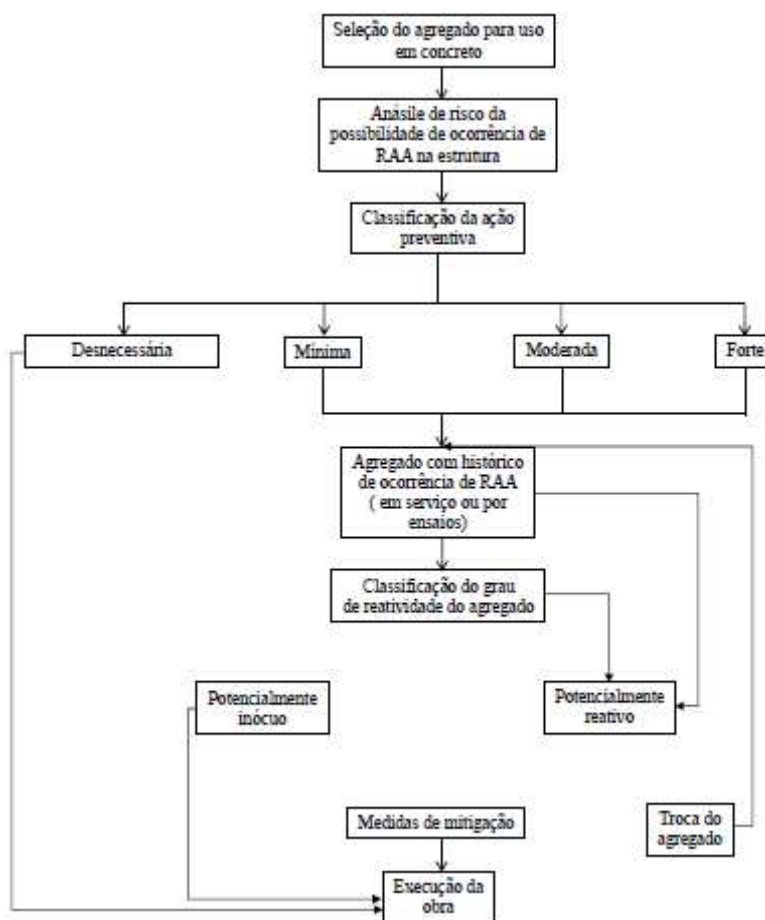 Seleção do agregado para uso
em concreto
Anásile de risco da
possibilidade de ocorrência de
RAA na estrutura
Classificação da ação
preventiva
Desnecessária
Mínima
Moderada
Forte
Agregado com histórico
de ocorrência de RAA
( em serviço ou por
ensaios)
Classificação do grau
de reatividade do agregado
Potencialmente
inócuo
Potencialmente
reativo
Medidas de mitigação
Troca do
agregado
Execução da
obra